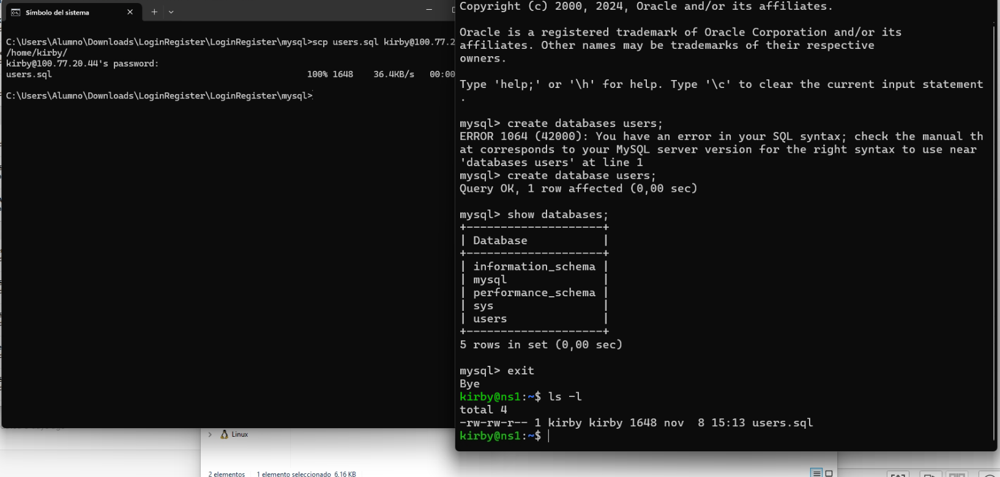 Símbolo del sistema
C:\Users\Alumno\Downloads\LoginRegister\LoginRegister\mysql>scp users.sql kirby@100.77.2
/home/kirby/
kirby@100.77.20.44's password:
users.sql 100% 1648 36.4KB/s 00:00
C:\Users\Alumno\Downloads\LoginRegister\LoginRegister\mysql>
Copyright (c) 2000, 2024, Oracle and/or its affiliates.
Oracle is a registered trademark of Oracle Corporation and/or its
affiliates. Other names may be trademarks of their respective
owners.
Type 'help;' or '\h' for help. Type '\c' to clear the current input statement
.
mysql> create databases users;
ERROR 1064 (42000): You have an error in your SQL syntax; check the manual th
at corresponds to your MySQL server version for the right syntax to use near
'databases users' at line 1
mysql> create database users;
Query OK, 1 row affected (0,00 sec)
mysql> show databases;
+--------------------+
| Database           |
+--------------------+
| information_schema |
| mysql              |
| performance_schema |
| sys                |
| users              |
+--------------------+
5 rows in set (0,00 sec)
mysql> exit
Bye
kirby@ns1:~$ ls -l
total 4
-rw-rw-r-- 1 kirby kirby 1648 nov  8 15:13 users.sql
kirby@ns1:~$
Linux
2 elementos 1 elemento seleccionado 6,16 KB